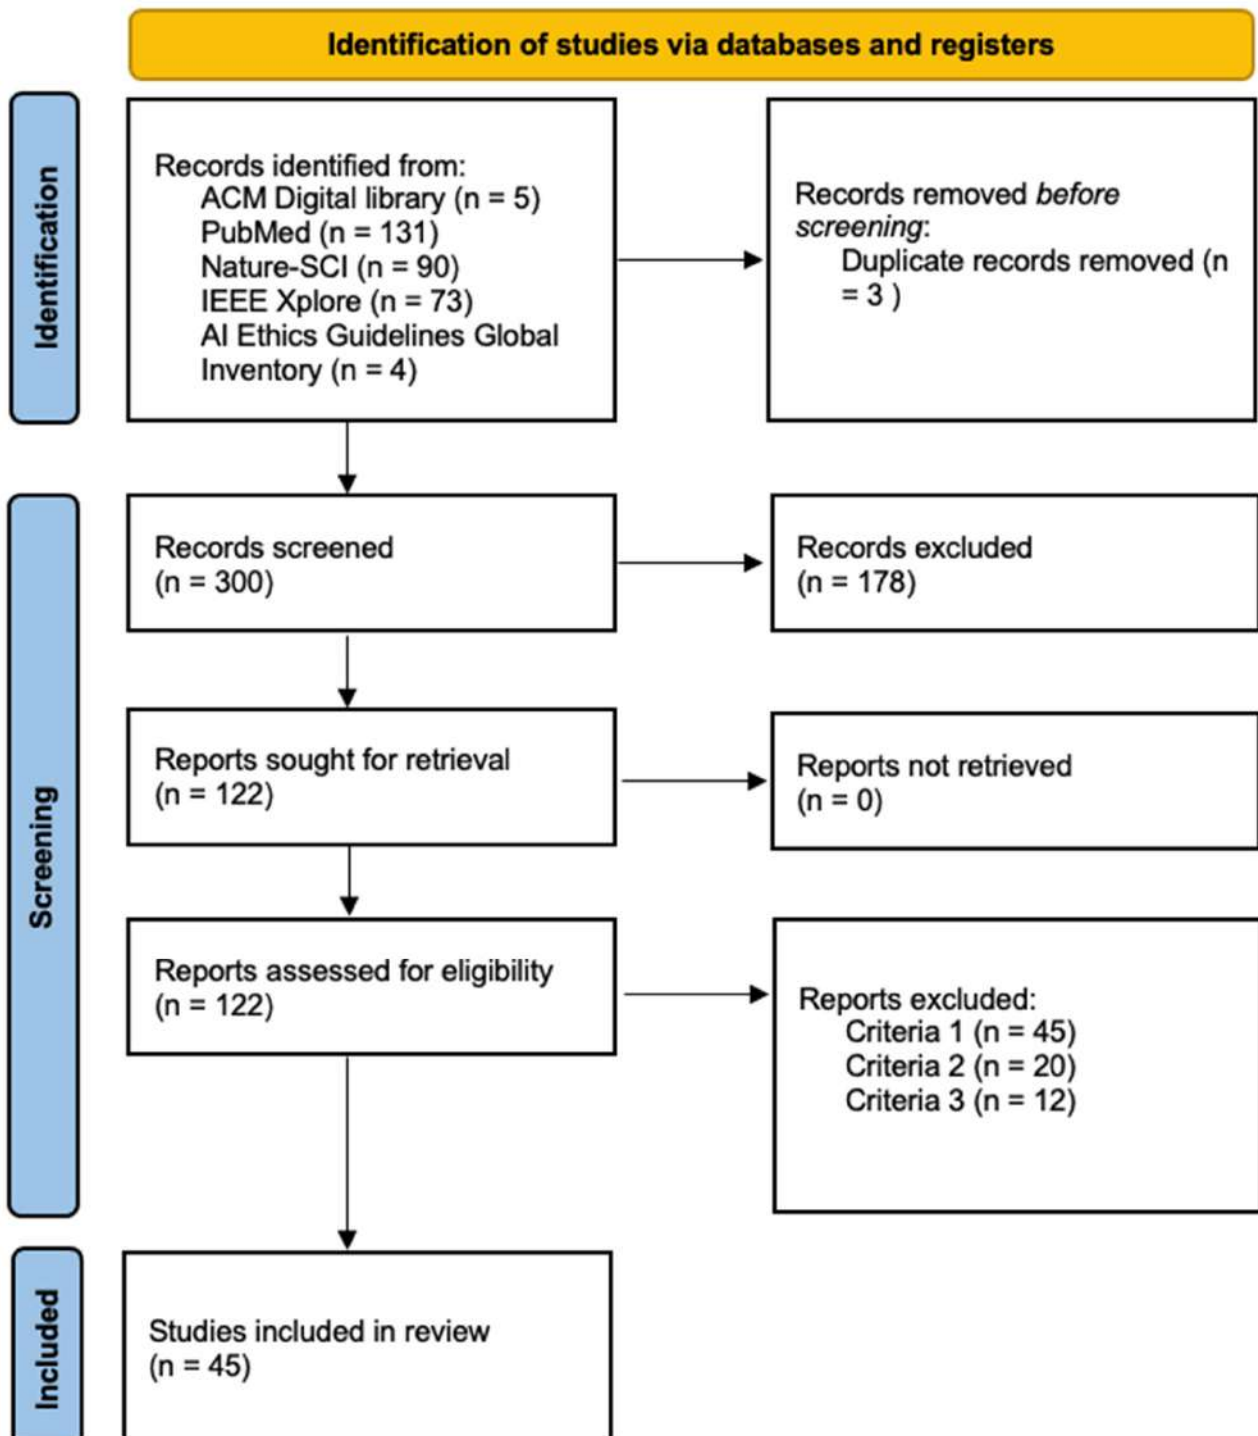 Identification of studies via databases and registers
Identification
Records identified from:
ACM Digital library (n = 5)
PubMed (n = 131)
Nature-SCI (n = 90)
IEEE Xplore (n = 73)
AI Ethics Guidelines Global
Inventory (n = 4)
Records removed before
screening:
Duplicate records removed (n
= 3 )
Screening
Records screened
(n = 300)
Records excluded
(n = 178)
Reports sought for retrieval
(n = 122)
Reports not retrieved
(n = 0)
Reports assessed for eligibility
(n = 122)
Reports excluded:
Criteria 1 (n = 45)
Criteria 2 (n = 20)
Criteria 3 (n = 12)
Included
Studies included in review
(n = 45)